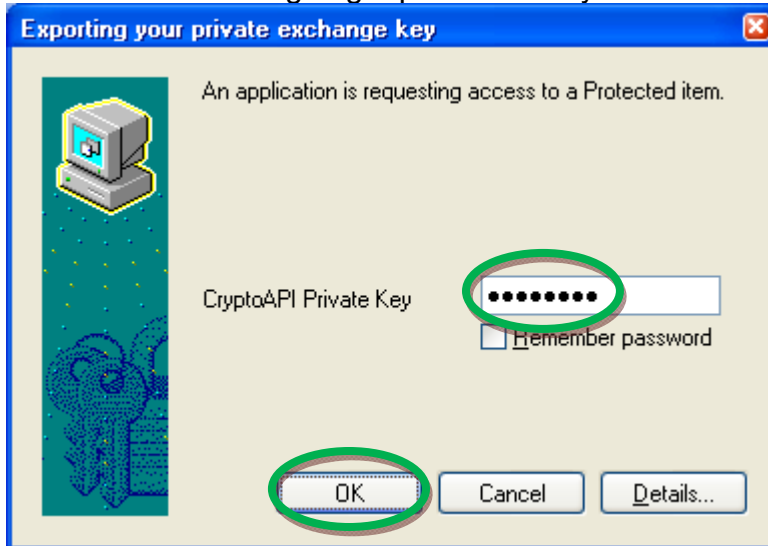 Exporting your private exchange key
An application is requesting access to a Protected item.
CryptoAPI Private Key
••••••••
Remember password
OK
Cancel
Details...